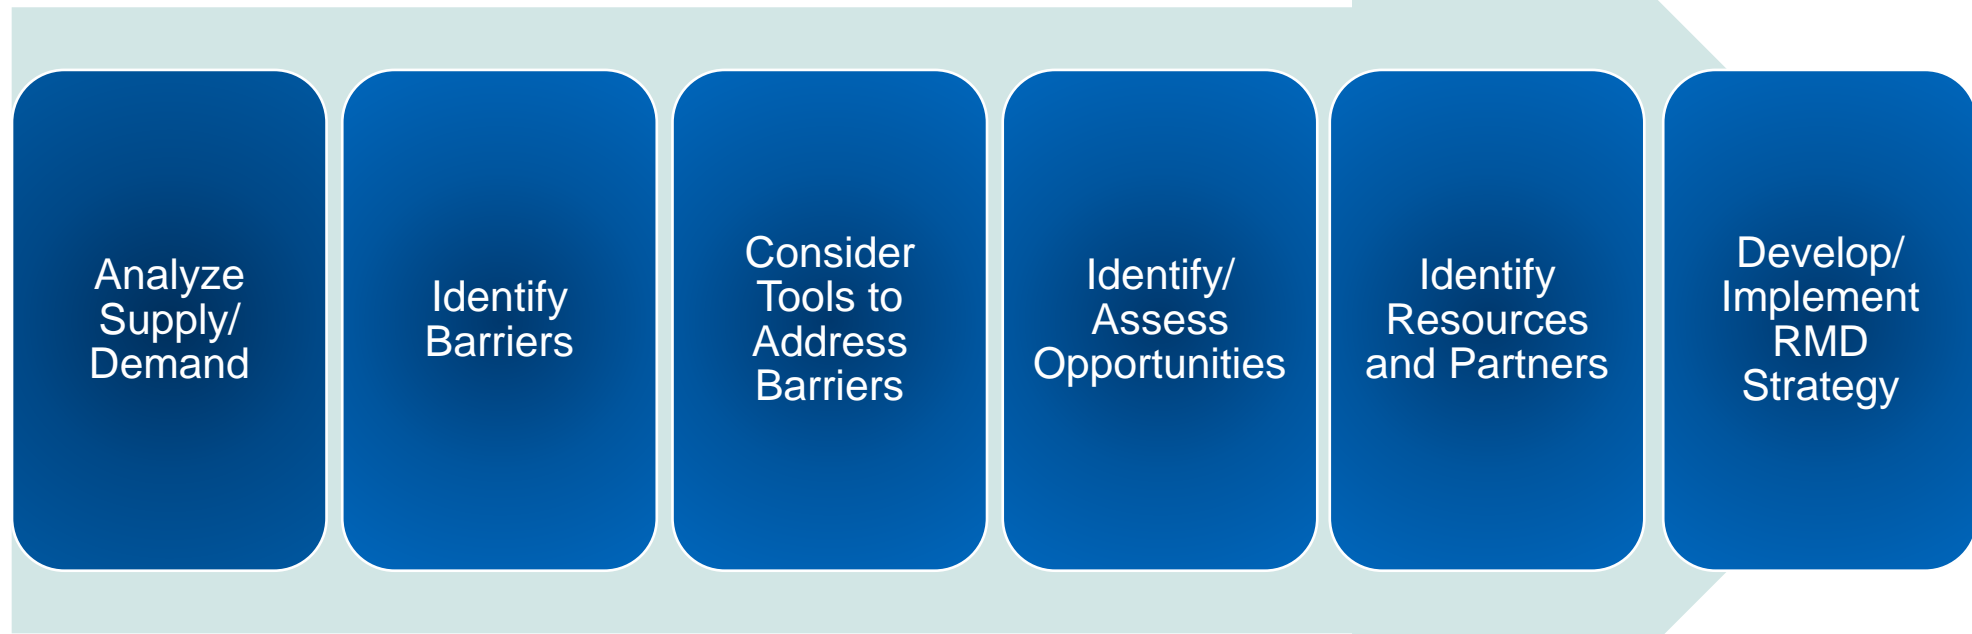 Analyze
Supply/
Demand
Identify
Barriers
Consider
Tools to
Address
Barriers
Identify/
Assess
Opportunities
Identify
Resources
and Partners
Develop/
Implement
RMD
Strategy